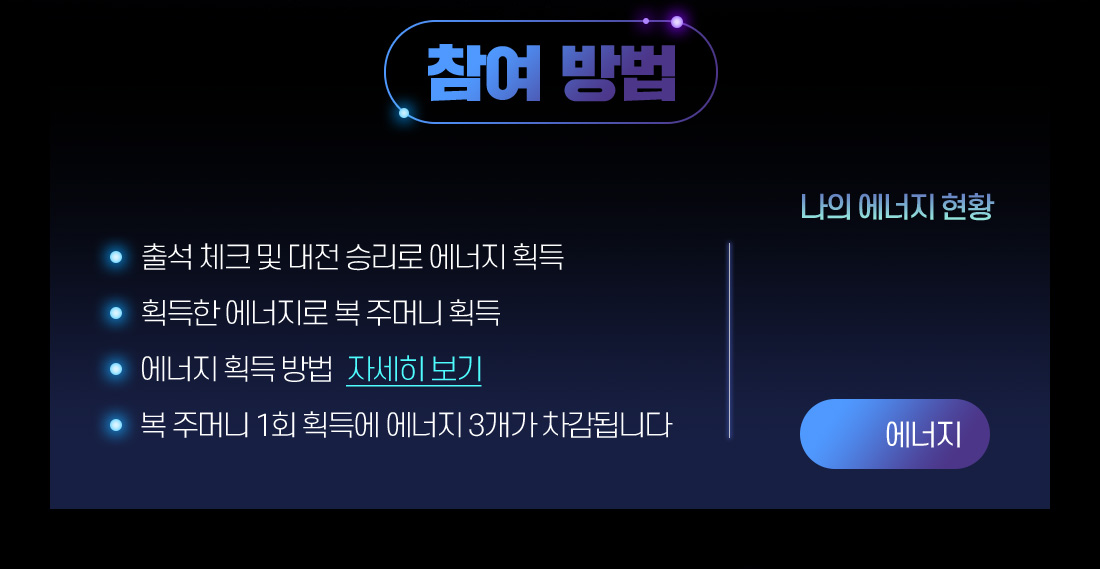 참여 방법
출석 체크 및 대전 승리로 에너지 획득
획득한 에너지로 복 주머니 획득
에너지 획득 방법 자세히 보기
복 주머니 1회 획득에 에너지 3개가 차감됩니다
나의 에너지 현황
에너지